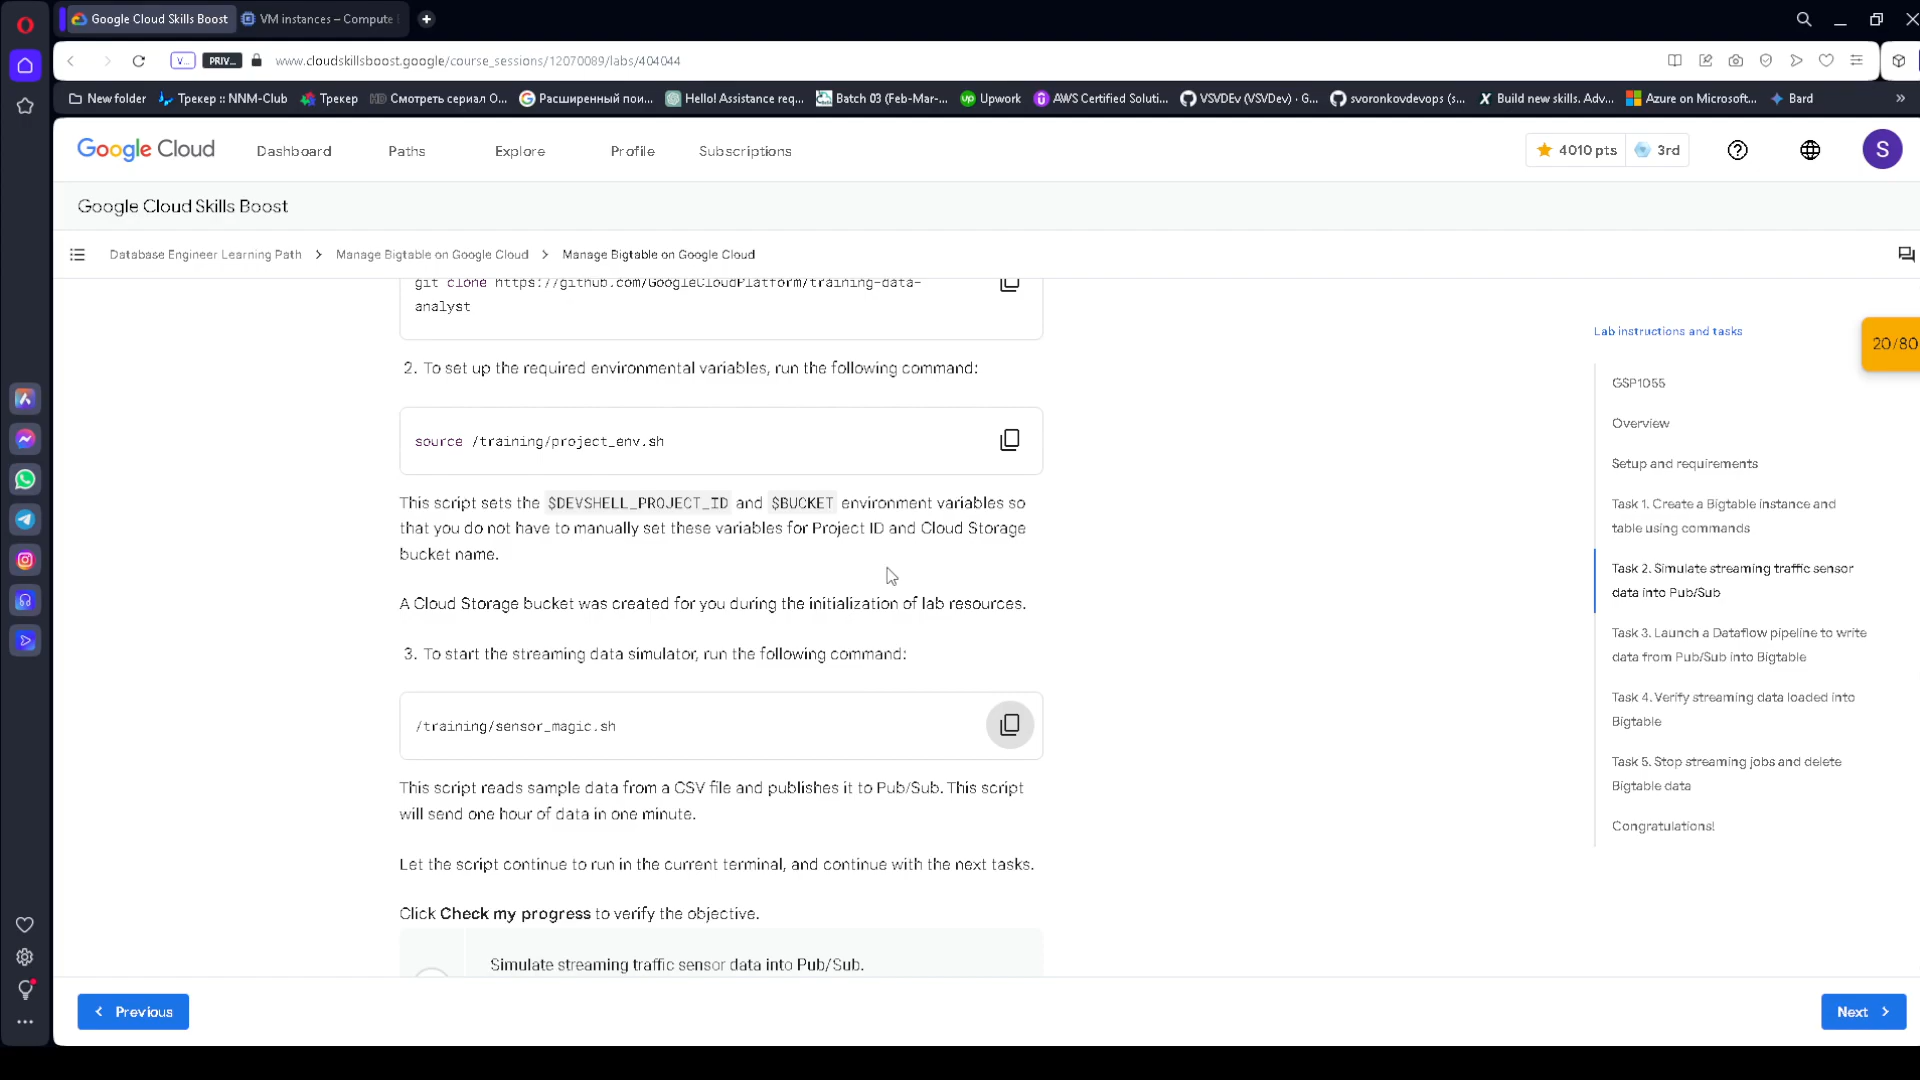 Google Cloud Skills Boost
VM instances – Compute
V...
PRIV...
www.cloudskillsboost.google/course_sessions/12070089/labs/404044
New folder
Трекер :: NNM-Club
Трекер
HD Смотреть сериал О...
Расширенный пои...
Hello! Assistance req...
Batch 03 (Feb-Mar-...
up Upwork
AWS Certified Soluti...
VSVDEv (VSVDev) · G...
svoronkovdevops (s...
X Build new skills. Adv...
Azure on Microsoft...
Bard
»
Google Cloud
Dashboard
Paths
Explore
Profile
Subscriptions
4010 pts
3rd
S
Google Cloud Skills Boost
Database Engineer Learning Path > Manage Bigtable on Google Cloud > Manage Bigtable on Google Cloud
git clone https://github.com/GoogleCloudPlatform/training-data-
analyst
2. To set up the required environmental variables, run the following command:
source /training/project_env.sh
This script sets the $DEVSHELL_PROJECT_ID and $BUCKET environment variables so
that you do not have to manually set these variables for Project ID and Cloud Storage
bucket name.
A Cloud Storage bucket was created for you during the initialization of lab resources.
3. To start the streaming data simulator, run the following command:
/training/sensor_magic.sh
This script reads sample data from a CSV file and publishes it to Pub/Sub. This script
will send one hour of data in one minute.
Let the script continue to run in the current terminal, and continue with the next tasks.
Click Check my progress to verify the objective.
Simulate streaming traffic sensor data into Pub/Sub.
Lab instructions and tasks
20/80
GSP1055
Overview
Setup and requirements
Task 1. Create a Bigtable instance and
table using commands
Task 2. Simulate streaming traffic sensor
data into Pub/Sub
Task 3. Launch a Dataflow pipeline to write
data from Pub/Sub into Bigtable
Task 4. Verify streaming data loaded into
Bigtable
Task 5. Stop streaming jobs and delete
Bigtable data
Congratulations!
Previous
Next